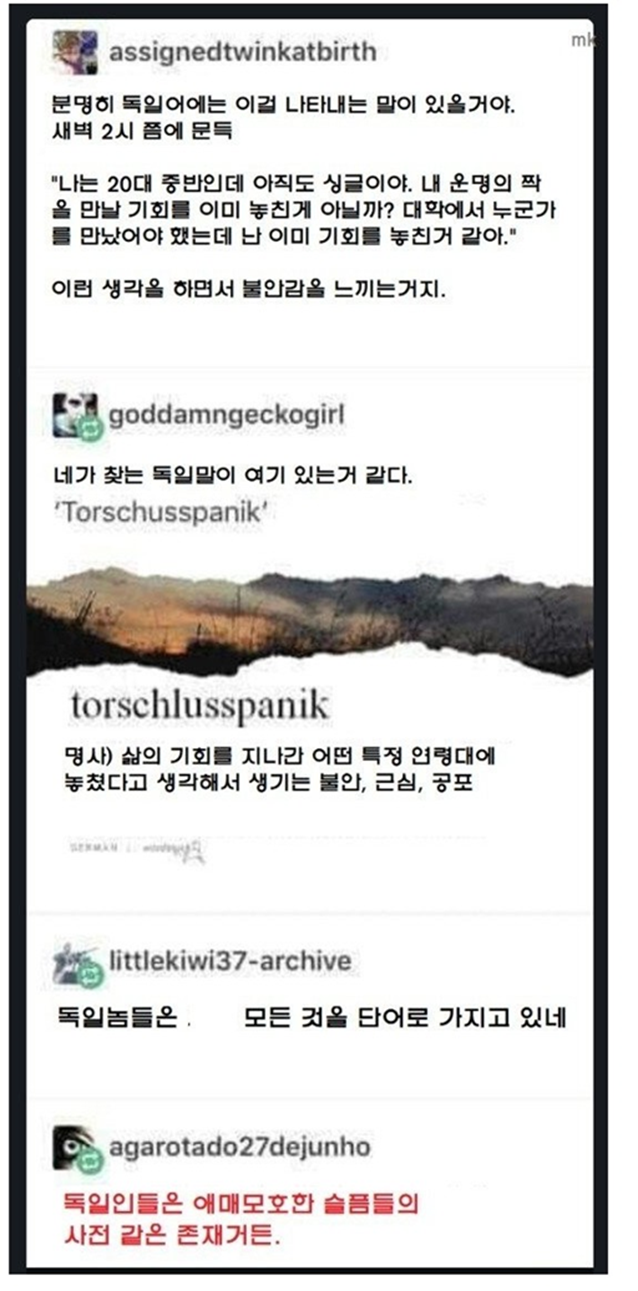 assignedtwinkatbirth
mk
분명히 독일어에는 이걸 나타내는 말이 있을거야.
새벽 2시 쯤에 문득
"나는 20대 중반인데 아직도 싱글이야. 내 운명의 짝
을 만날 기회를 이미 놓친게 아닐까? 대학에서 누군가
를 만났어야 했는데 난 이미 기회를 놓친거 같아."
이런 생각을 하면서 불안감을 느끼는거지.
goddamngeckogirl
네가 찾는 독일말이 여기 있는거 같다.
'Torschusspanik'
torschlusspanik
명사) 삶의 기회를 지나간 어떤 특정 연령대에
놓쳤다고 생각해서 생기는 불안, 근심, 공포
GERMAN
littlekiwi37-archive
독일놈들은 . 모든 것을 단어로 가지고 있네
agarotado27dejunho
독일인들은 애매모호한 슬픔들의
사전 같은 존재거든.